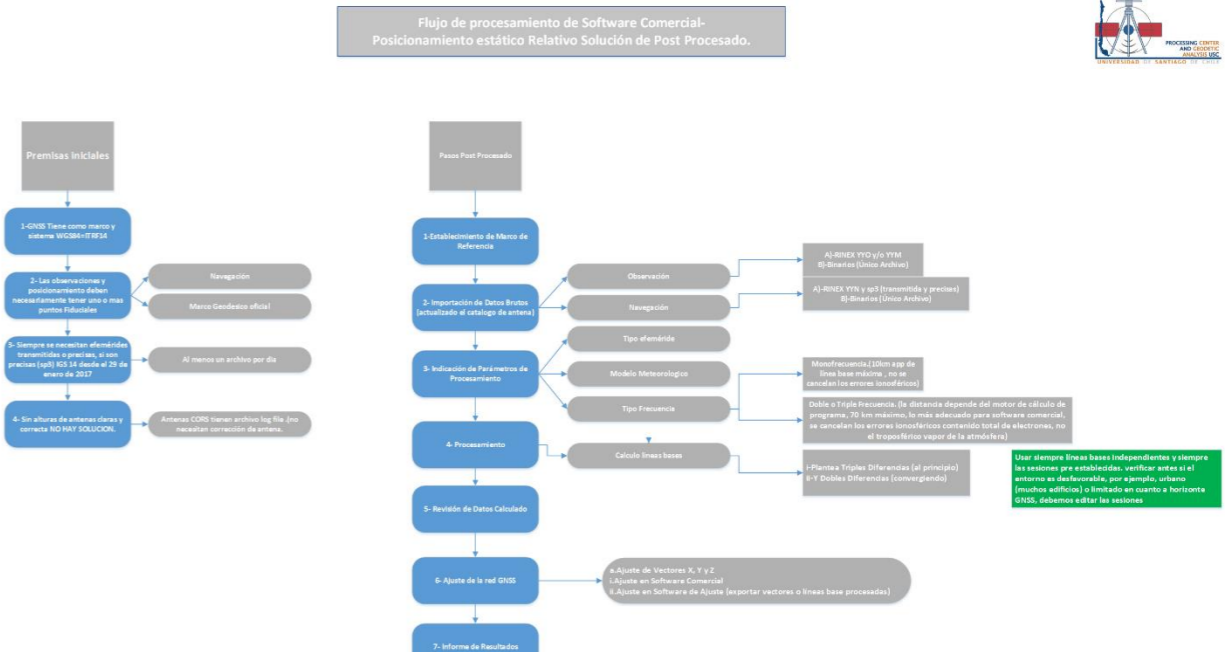 Flujo de procesamiento de Software Comercial-
Posicionamiento estático Relativo Solución de Post Procesado.
PROCESSING CENTER
AND GEODETIC
ANALYSIS USC
UNIVERSIDAD DE SANTIAGO DE CHILE
Premisas iniciales
1-GNSS Tiene como marco y
sistema WGS84=ITRF14
2- Las observaciones y
posicionamiento deben
necesariamente tener uno o mas
puntos Fiduciales
Navegación
Marco Geodesico oficial
3- Siempre se necesitan efemérides
transmitidas o precisas, si son
precisas (sp3) IGS 14 desde el 29 de
enero de 2017
Al menos un archivo por día
4- Sin alturas de antenas claras y
correcta NO HAY SOLUCION.
Antenas CORS tienen archivo log file .(no
necesitan corrección de antena.
Pasos Post Procesado
1-Establecimiento de Marco de
Referencia
2- Importación de Datos Brutos
(actualizado el catalogo de antena)
Observación
A)-RINEX YYO y/o YYM
B)-Binarios (Único Archivo)
Navegación
A)-RINEX YYN y sp3 (transmitida y precisas)
B)-Binarios (Único Archivo)
3- Indicación de Parámetros de
Procesamiento
Tipo efeméride
Modelo Meteorologico
Tipo Frecuencia
Monofrecuencia.(10km app de
línea base máxima , no se
cancelan los errores ionosféricos)
Doble o Triple Frecuencia. (la distancia depende del motor de cálculo de
programa, 70 km máximo, lo más adecuado para software comercial,
se cancelan los errores ionosféricos contenido total de electrones, no
el troposférico vapor de la atmósfera)
4- Procesamiento
Calculo líneas bases
i-Plantea Triples Diferencias (al principio)
ii-Y Dobles Diferencias (convergiendo)
Usar siempre líneas bases independientes y siempre
las sesiones pre establecidas. verificar antes si el
entorno es desfavorable, por ejemplo, urbano
(muchos edificios) o limitado en cuanto a horizonte
GNSS, debemos editar las sesiones
5- Revisión de Datos Calculado
6- Ajuste de la red GNSS
a.Ajuste de Vectores X, Y y Z
i.Ajuste en Software Comercial
ii.Ajuste en Software de Ajuste (exportar vectores o líneas base procesadas)
7- Informe de Resultados